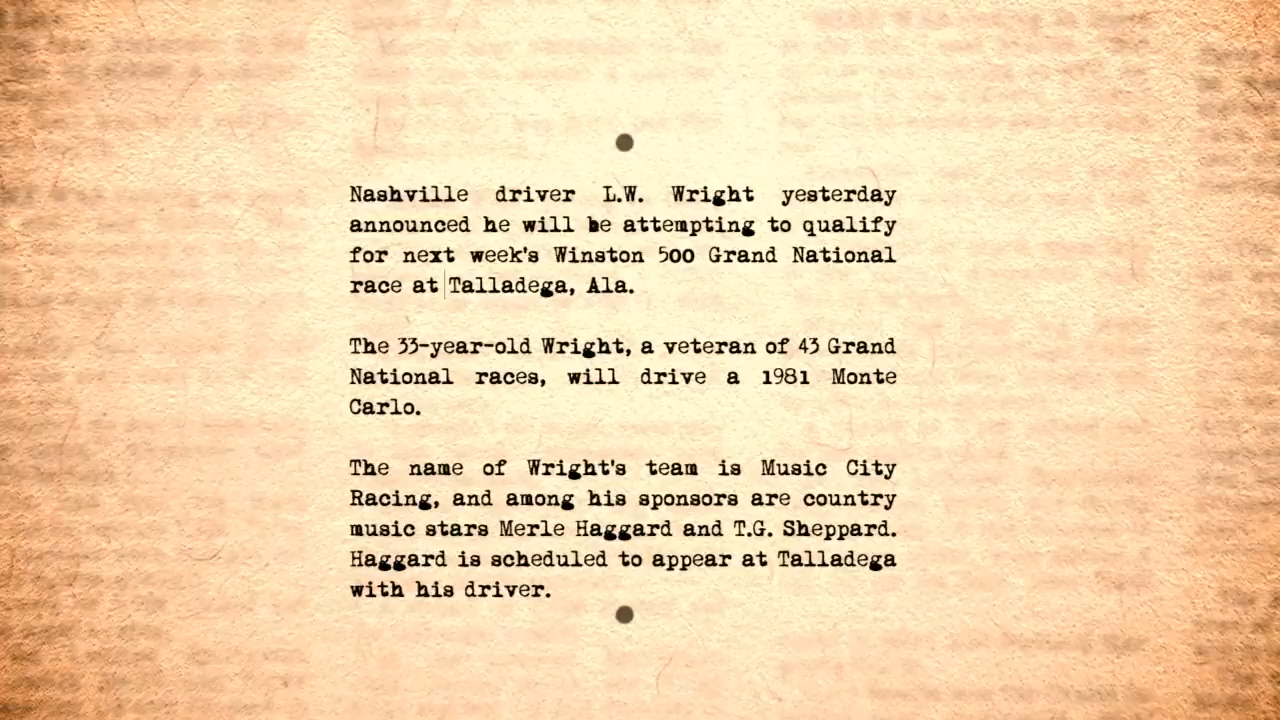 Nashville driver L.W. Wright yesterday
announced he will be attempting to qualify
for next week's Winston 500 Grand National
race at Talladega, Ala.
The 33-year-old Wright, a veteran of 43 Grand
National races, will drive a 1981 Monte
Carlo.
The name of Wright's team is Music City
Racing, and among his sponsors are country
music stars Merle Haggard and T.G. Sheppard.
Haggard is scheduled to appear at Talladega
with his driver.